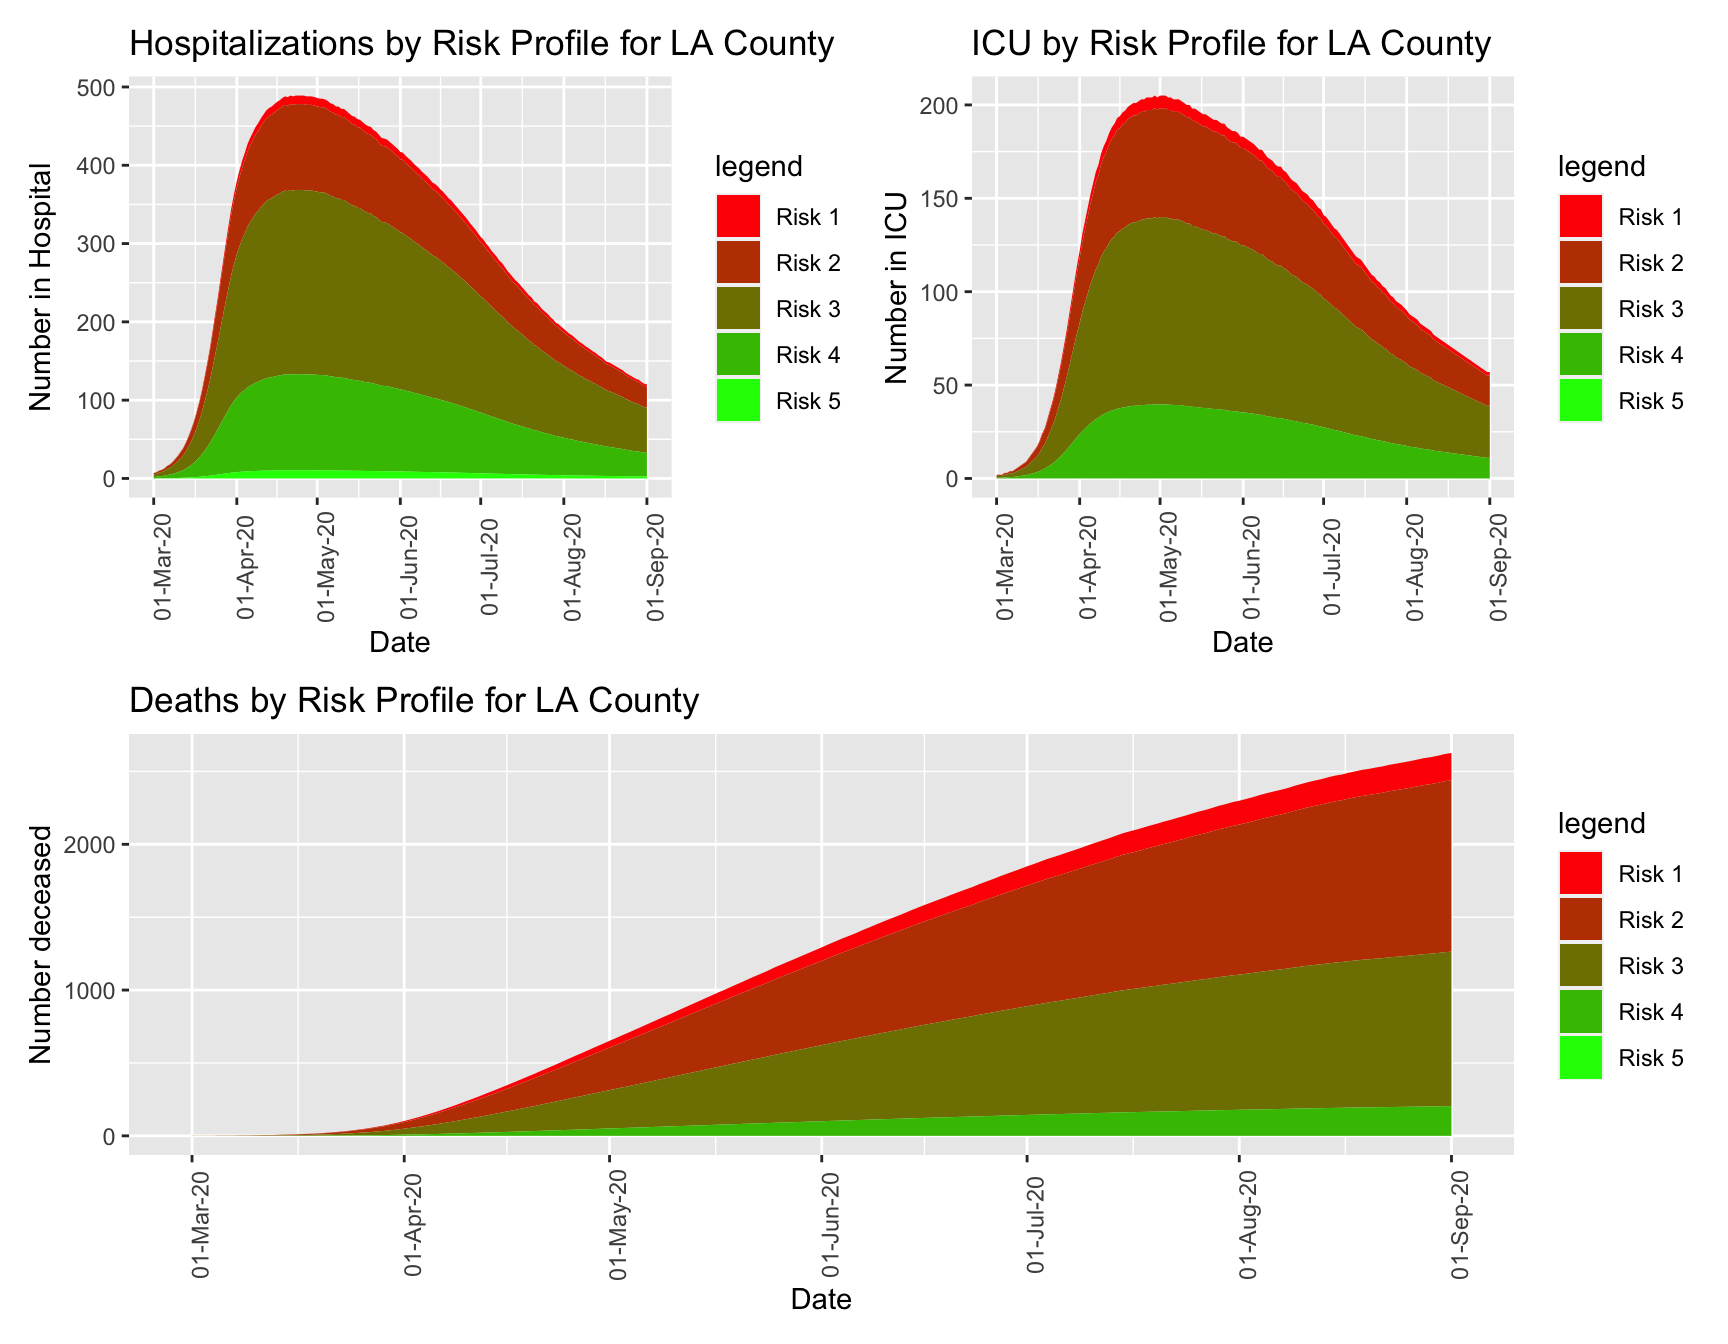 Hospitalizations by Risk Profile for LA County
Number in Hospital
500
400
300
200
100
0
01-Mar-20
01-Apr-20
01-May-20
01-Jun-20
01-Jul-20
01-Aug-20
01-Sep-20
Date
legend
Risk 1
Risk 2
Risk 3
Risk 4
Risk 5
ICU by Risk Profile for LA County
Number in ICU
200
150
100
50
0
01-Mar-20
01-Apr-20
01-May-20
01-Jun-20
01-Jul-20
01-Aug-20
01-Sep-20
Date
legend
Risk 1
Risk 2
Risk 3
Risk 4
Risk 5
Deaths by Risk Profile for LA County
Number deceased
2000
1000
0
01-Mar-20
01-Apr-20
01-May-20
01-Jun-20
01-Jul-20
01-Aug-20
01-Sep-20
Date
legend
Risk 1
Risk 2
Risk 3
Risk 4
Risk 5